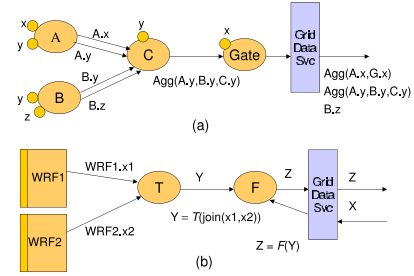 x
A
y
A.x
A.y
y
C
Agg(A.y,B.y,C.y)
x
Gate
Grid
Data
Svc
Agg(A.x,G.x)
Agg(A.y,B.y,C.y)
B.z
y
B
z
B.y
B.z
(a)
WRF1
WRF1.x1
WRF2
WRF2.x2
T
Y
Y = T(join(x1,x2))
F
Z
Grid
Data
Svc
Z
X
Z = F(Y)
(b)